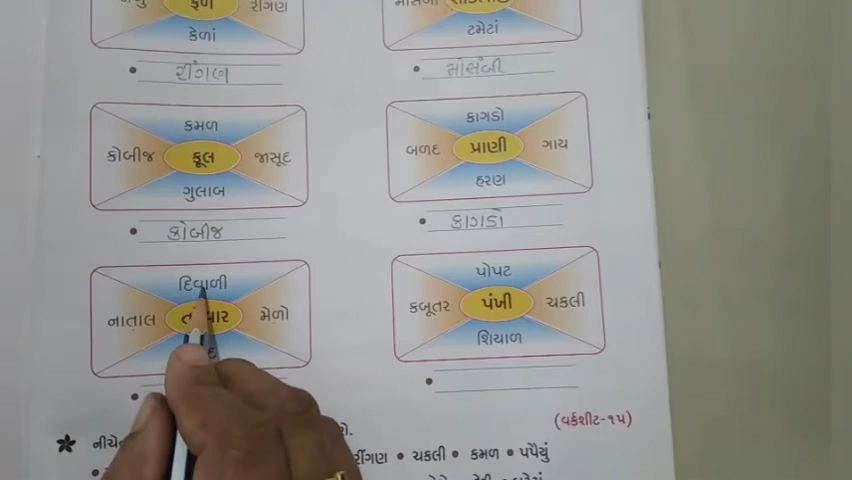 રીંગણ
કેળાં
ટમેટાં
રીંગણ
મોસંબી
કમળ
કોબીજ ફૂલ જાસૂદ
ગુલાબ
કાગડો
બળદ પ્રાણી ગાય
હરણ
કોબીજ
કાગડો
દિવાળી
નાતાલ મેળો
પોપટ
કબૂતર પંખી ચકલી
શિયાળ
(વર્કશીટ-૧૫)
રીંગણ • ચકલી • કમળ • પપૈયું